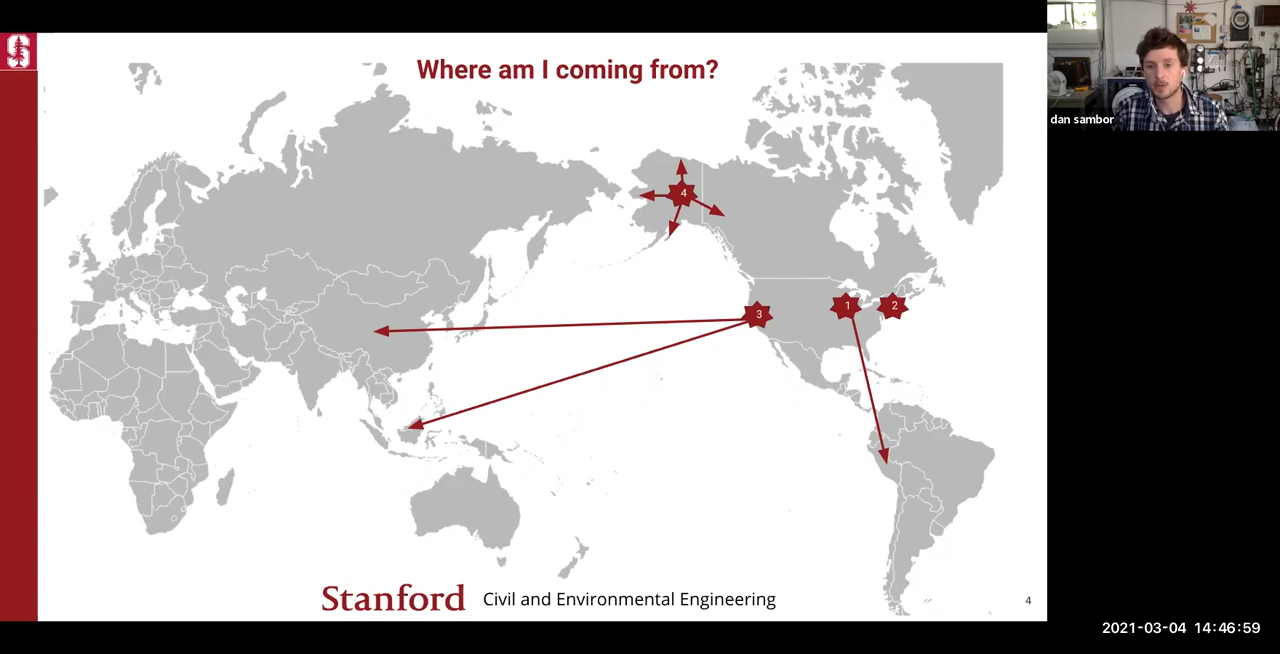 Where am I coming from?
dan sambor
4
3
1
2
Stanford Civil and Environmental Engineering
4
2021-03-04 14:46:59